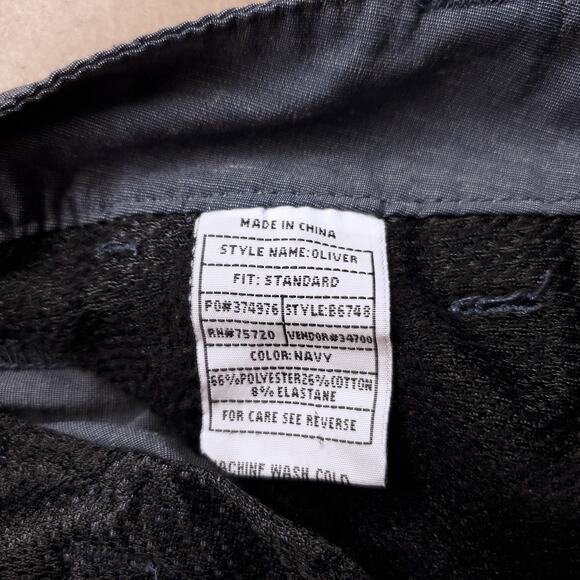 MADE IN CHINA
STYLE NAME:OLIVER
FIT: STANDARD
PO#374976 STYLE:B6748
RN#75720 VENDOR#34700
COLOR:NAVY
66%POLYESTER26%COTTON
8% ELASTANE
FOR CARE SEE REVERSE
MACHINE WASH COLD